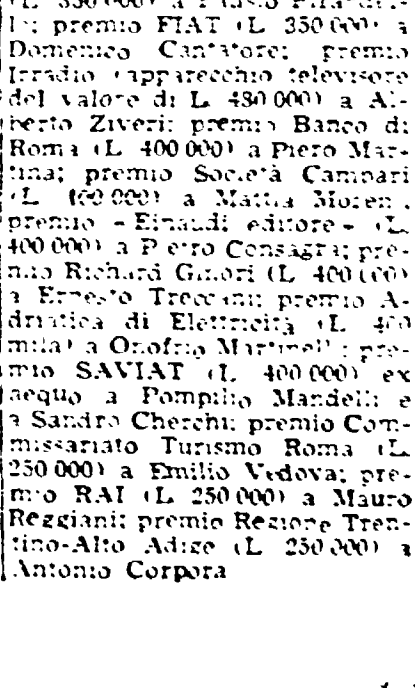 (L 350 000) a
li; premio FIAT (L 350 000) a
Domenico Cantatore; premio
Irradio (apparecchio televisore
del valore di L 480 000) a Al-
berto Ziveri; premio Banco di
Roma (L 400 000) a Piero Mar-
tina; premio Società Campari
(L 400 000) a Mattia Moreni,
premio - Einaudi editore - (L.
400 000) a Pietro Consagra; pre-
mio Richard Ginori (L 400 000)
a Ernesto Treccani; premio A-
driatica di Elettricità (L 400
mila) a Onofrio Martinelli; pre-
mio SAVIAT (L 400 000) ex
aequo a Pompilio Mandelli e
a Sandro Cherchi; premio Com-
missariato Turismo Roma (L
250 000) a Emilio Vedova; pre-
mio RAI (L 250 000) a Mauro
Reggiani; premio Regione Tren-
tino-Alto Adige (L 250 000) a
Antonio Corpora